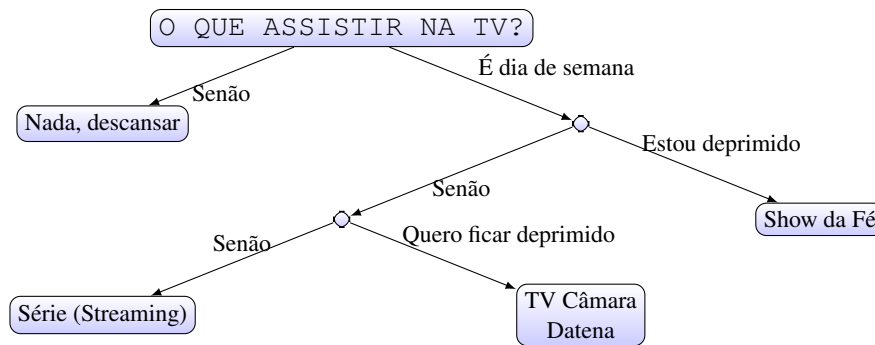 O QUE ASSISTIR NA TV?
É dia de semana
Senão
Nada, descansar
Estou deprimido
Senão
Show da Fé
Senão
Quero ficar deprimido
Série (Streaming)
TV Câmara
Datena